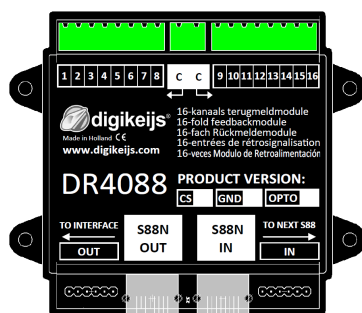 1 2 3 4 5 6 7 8 C C 9 10 11 12 13 14 15 16
digikeijs®
Made in Holland CE
www.digikeijs.com
16-kanaals terugmeldmodule
16-fold feedbackmodule
16-fach Rückmeldemodule
16-entrées de rétrosignalisation
16-veces Modulo de Retroalimentación
DR4088
PRODUCT VERSION:
CS GND OPTO
TO INTERFACE
OUT
S88N
OUT
S88N
IN
TO NEXT S88
IN